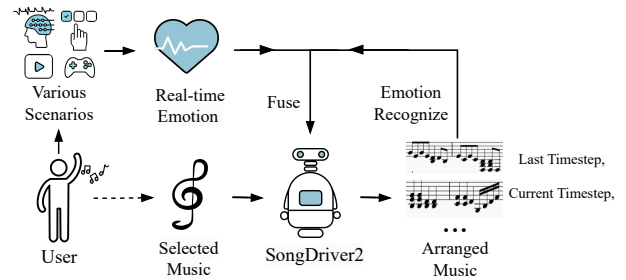 Various
Scenarios
Real-time
Emotion
Fuse
Emotion
Recognize
Last Timestep,
Current Timestep,
User
Selected
Music
SongDriver2
Arranged
Music